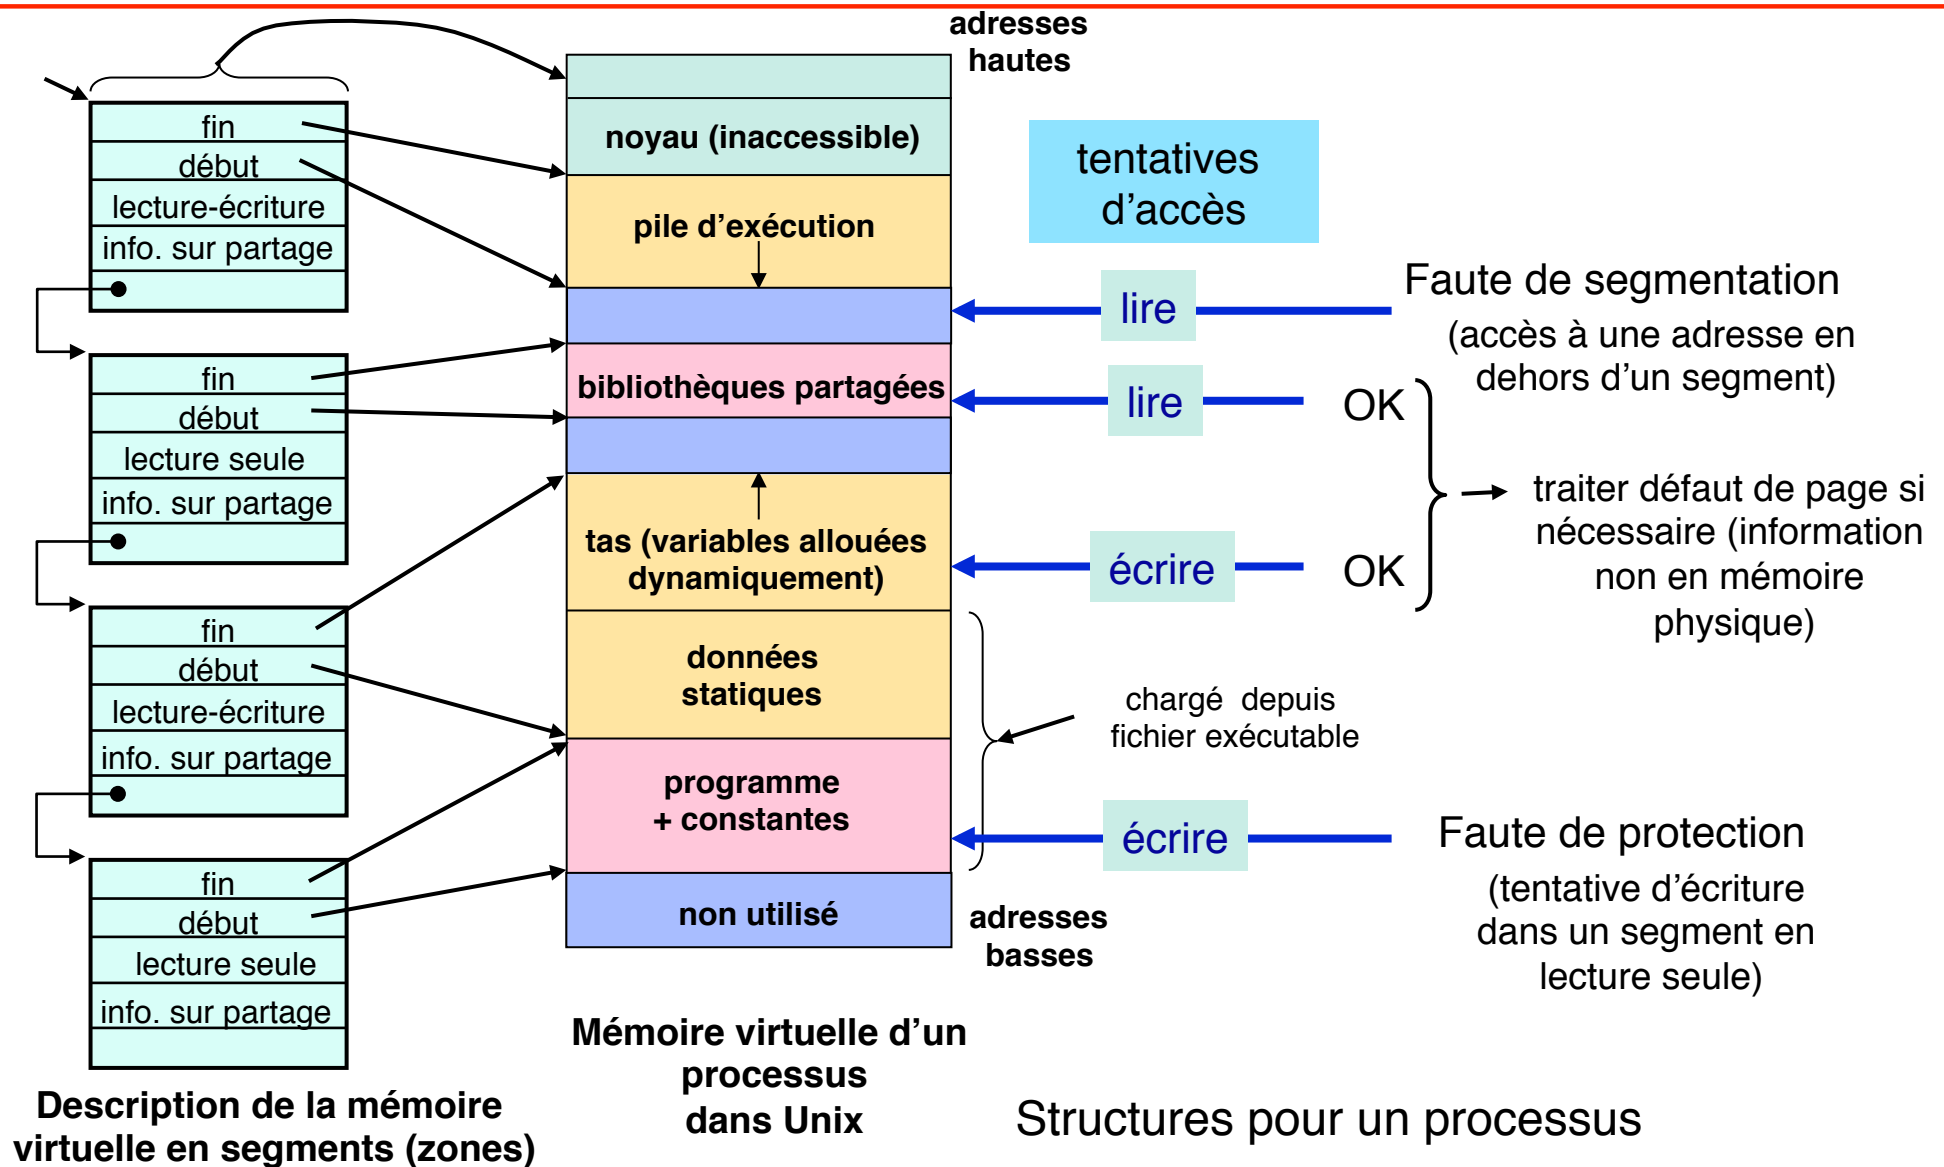 adresses
hautes
fin
début
lecture-écriture
info. sur partage
fin
début
lecture seule
info. sur partage
fin
début
lecture-écriture
info. sur partage
fin
début
lecture seule
info. sur partage
Description de la mémoire
virtuelle en segments (zones)
noyau (inaccessible)
pile d’exécution
bibliothèques partagées
tas (variables allouées
dynamiquement)
données
statiques
programme
+ constantes
non utilisé
adresses
basses
Mémoire virtuelle d’un
processus
dans Unix
tentatives
d’accès
lire
Faute de segmentation
(accès à une adresse en
dehors d’un segment)
lire
OK
écrire
OK
traiter défaut de page si
nécessaire (information
non en mémoire
physique)
chargé depuis
fichier exécutable
écrire
Faute de protection
(tentative d’écriture
dans un segment en
lecture seule)
Structures pour un processus